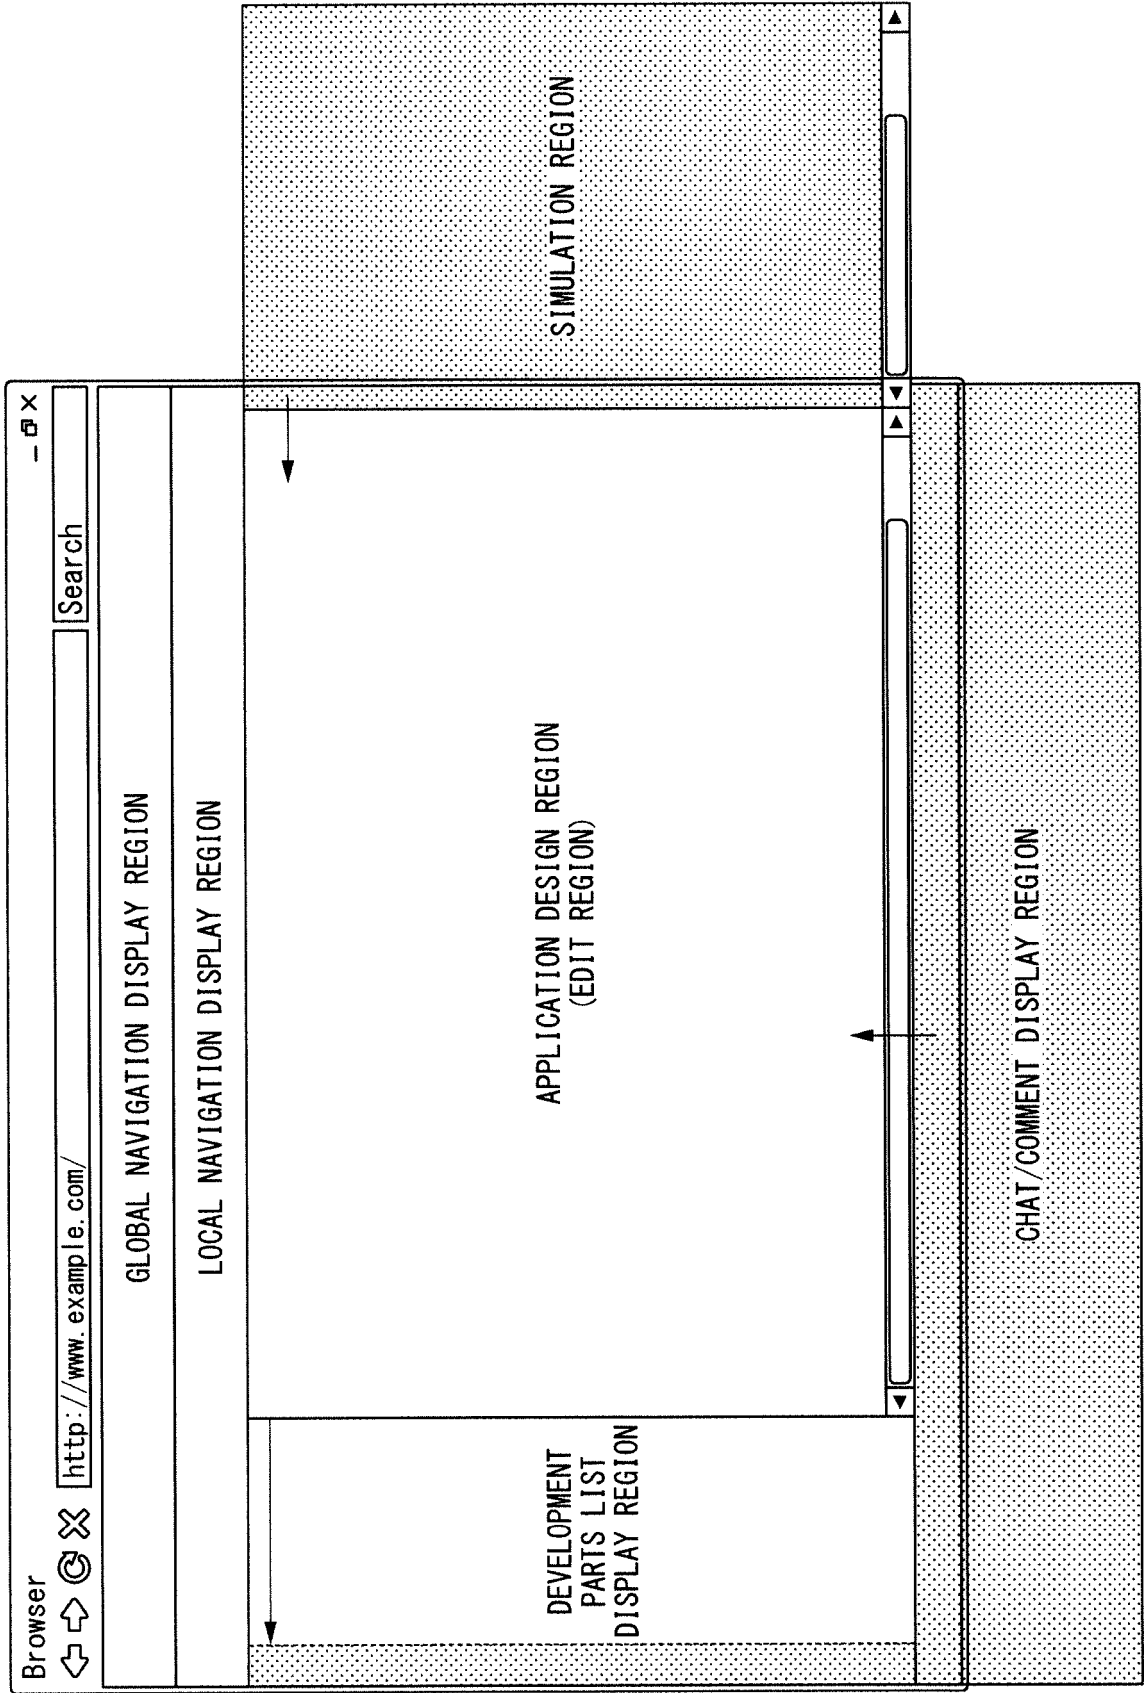 Browser
http://www.example.com/
Search
GLOBAL NAVIGATION DISPLAY REGION
LOCAL NAVIGATION DISPLAY REGION
DEVELOPMENT
PARTS LIST
DISPLAY REGION
APPLICATION DESIGN REGION
(EDIT REGION)
SIMULATION REGION
CHAT/COMMENT DISPLAY REGION